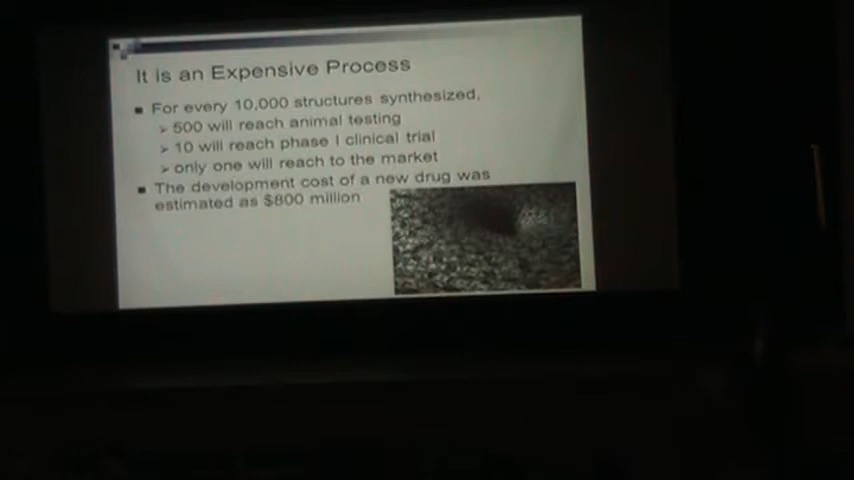 It is an Expensive Process
For every 10,000 structures synthesized,
500 will reach animal testing
10 will reach phase I clinical trial
only one will reach to the market
The development cost of a new drug was
estimated as $800 million